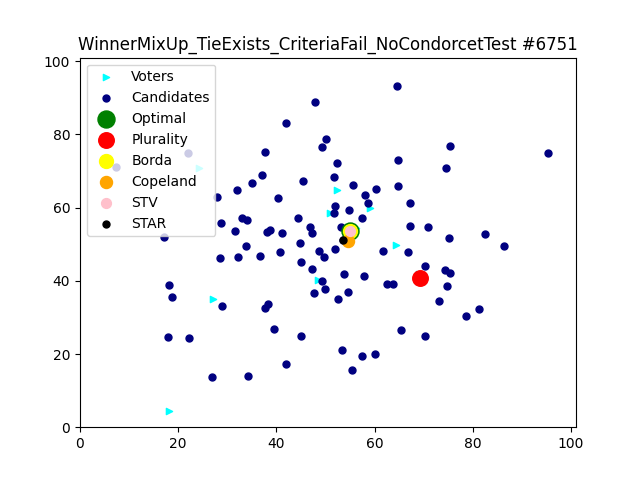 WinnerMixUp_TieExists_CriteriaFail_NoCondorcetTest #6751
100
80
60
40
20
0
Voters
Candidates
Optimal
Plurality
Borda
Copeland
STV
STAR
0 20 40 60 80 100